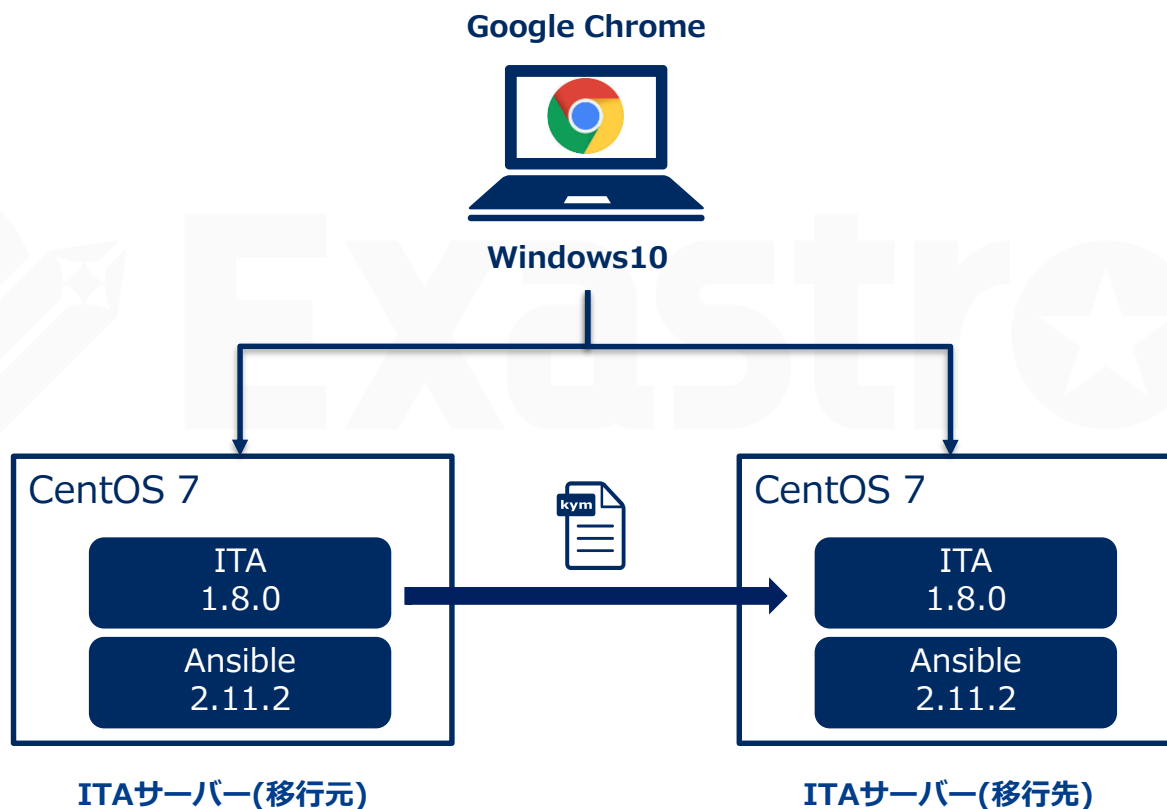 Google Chrome
Windows10
Exastro
CentOS 7
ITA
1.8.0
Ansible
2.11.2
kym
CentOS 7
ITA
1.8.0
Ansible
2.11.2
ITAサーバー(移行元)
ITAサーバー(移行先)